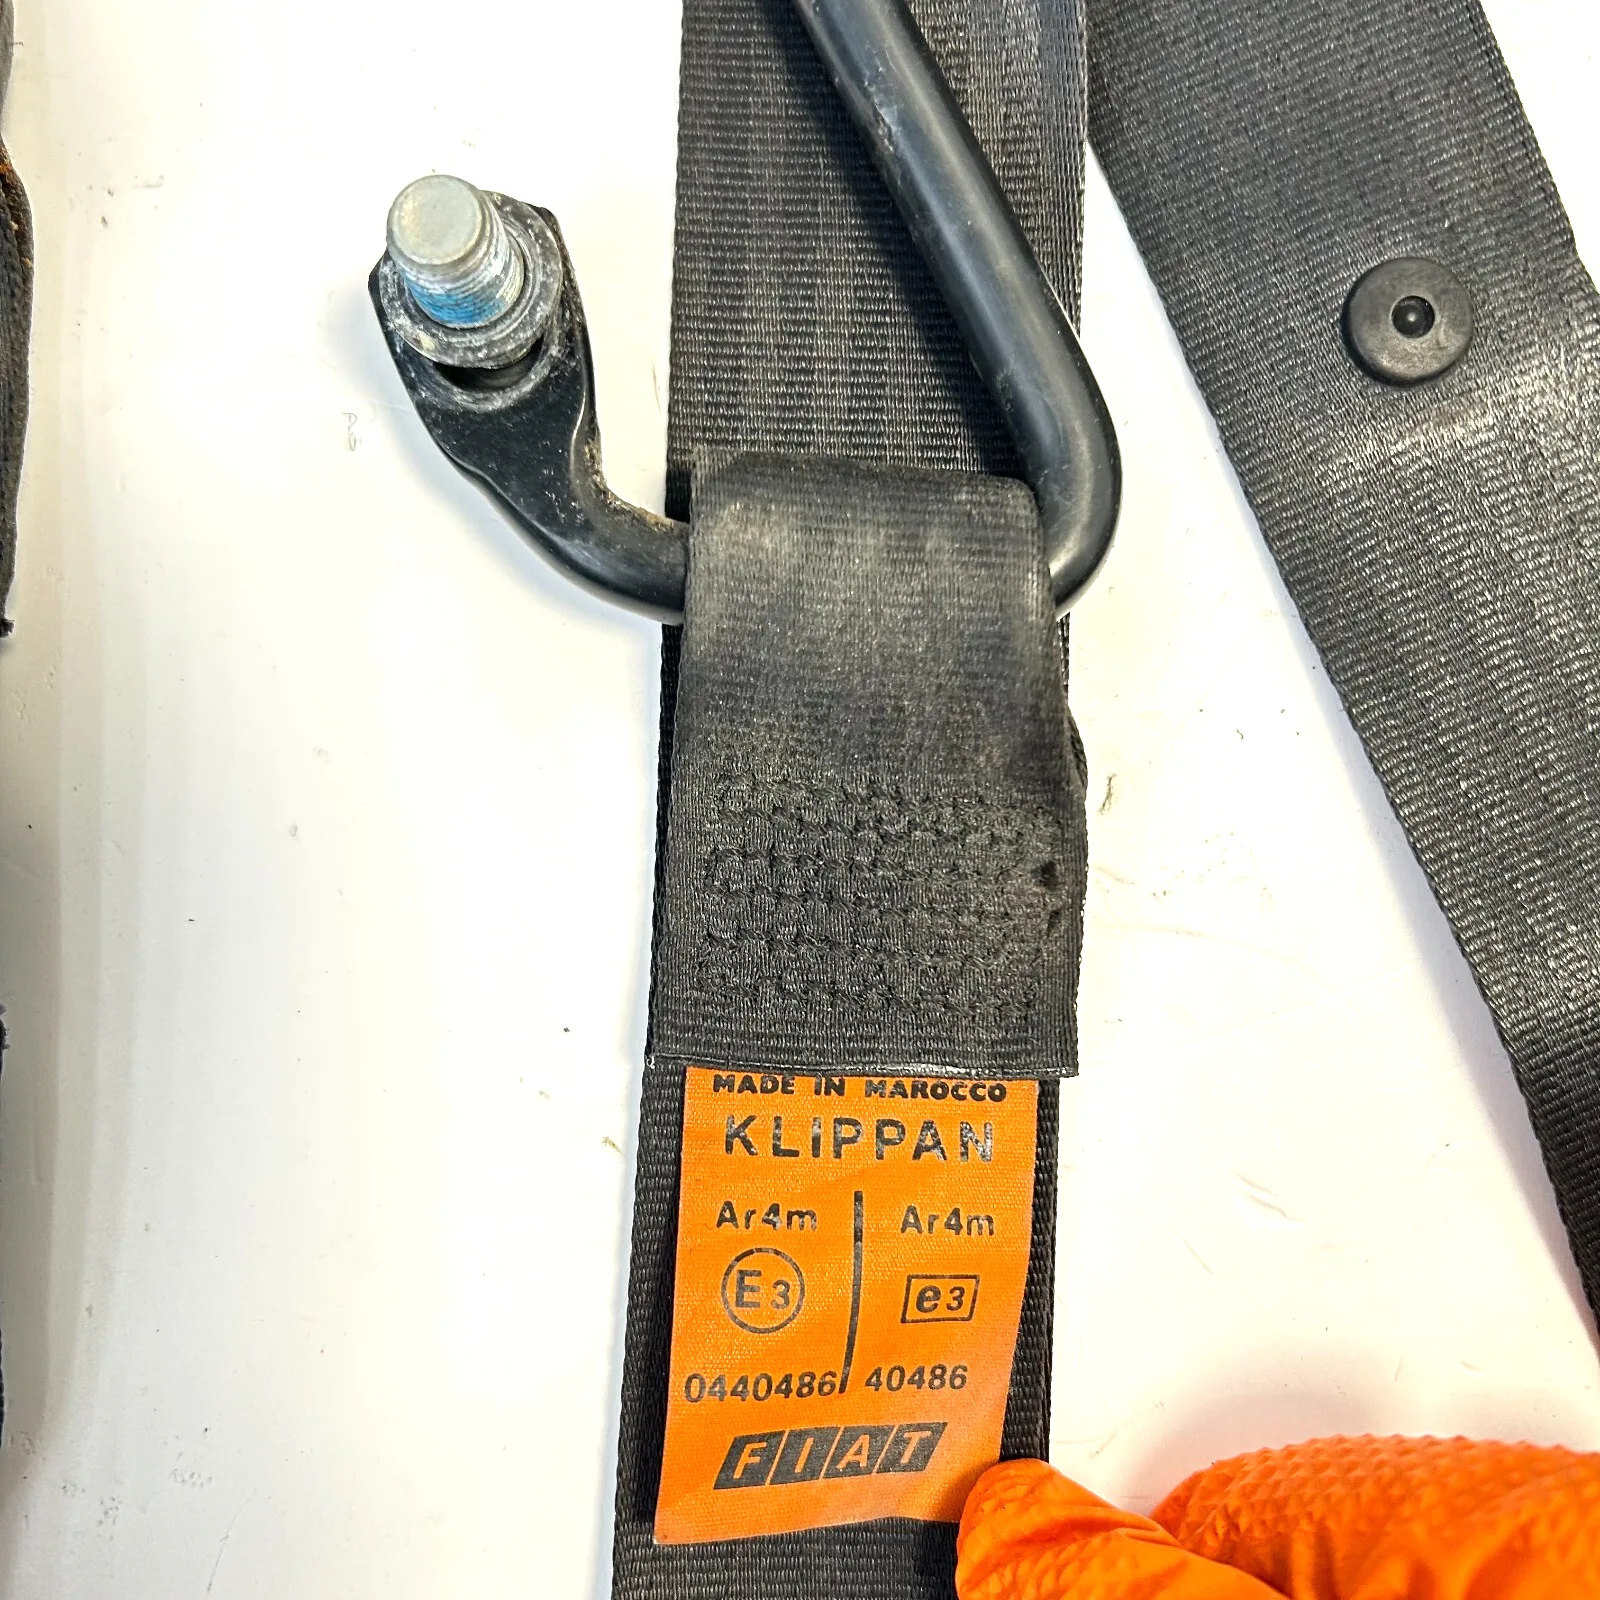 MADE IN MAROCCO
KLIPPAN
Ar4m Ar4m
E3 e3
0440486 40486
FIAT